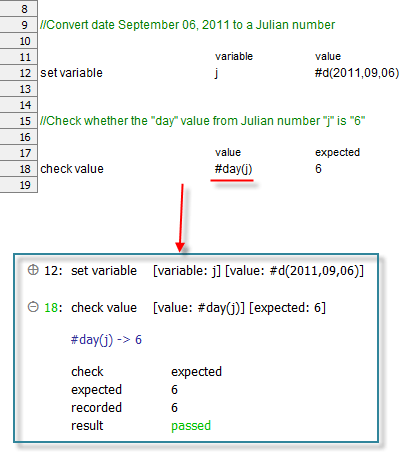 8
9 //Convert date September 06, 2011 to a Julian number
10
11 variable value
12 set variable j #d(2011,09,06)
13
14
15 //Check whether the "day" value from Julian number "j" is "6"
16
17 value expected
18 check value #day(j) 6
19
12: set variable [variable: j] [value: #d(2011,09,06)]
18: check value [value: #day(j)] [expected: 6]
#day(j) -> 6
check expected
expected 6
recorded 6
result passed